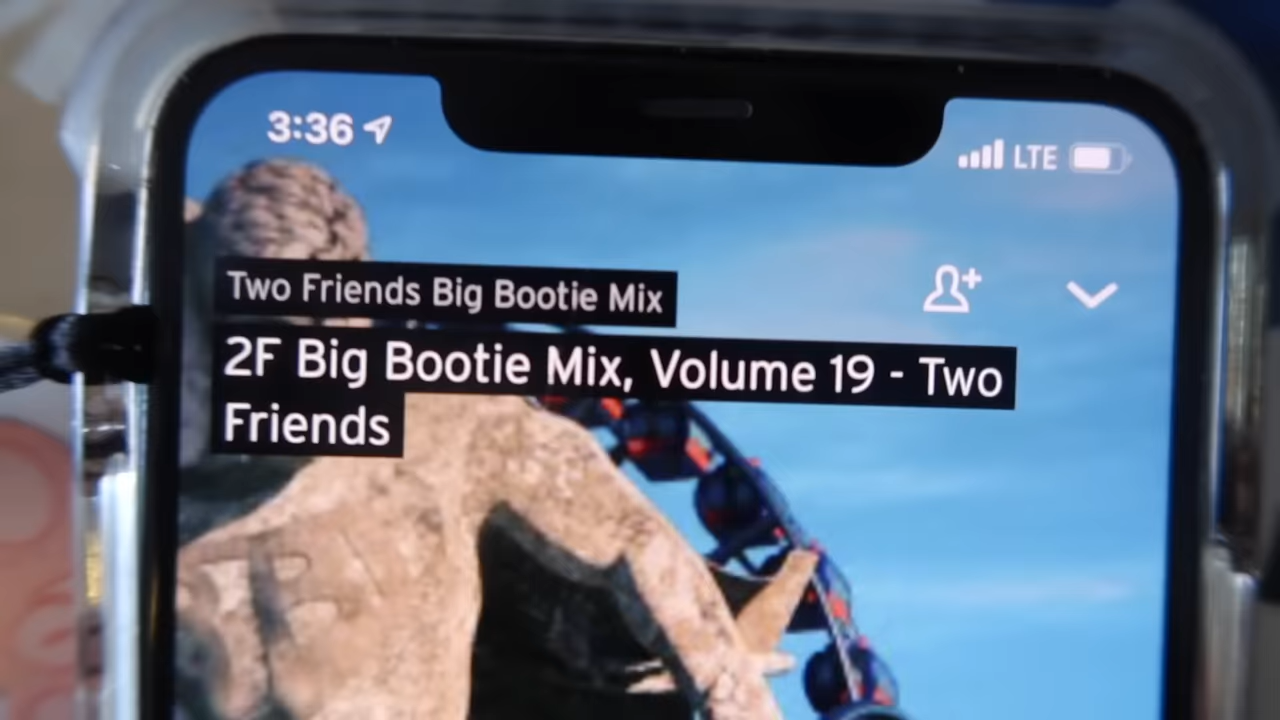 3:36
LTE
Two Friends Big Bootie Mix
2F Big Bootie Mix, Volume 19 - Two
Friends